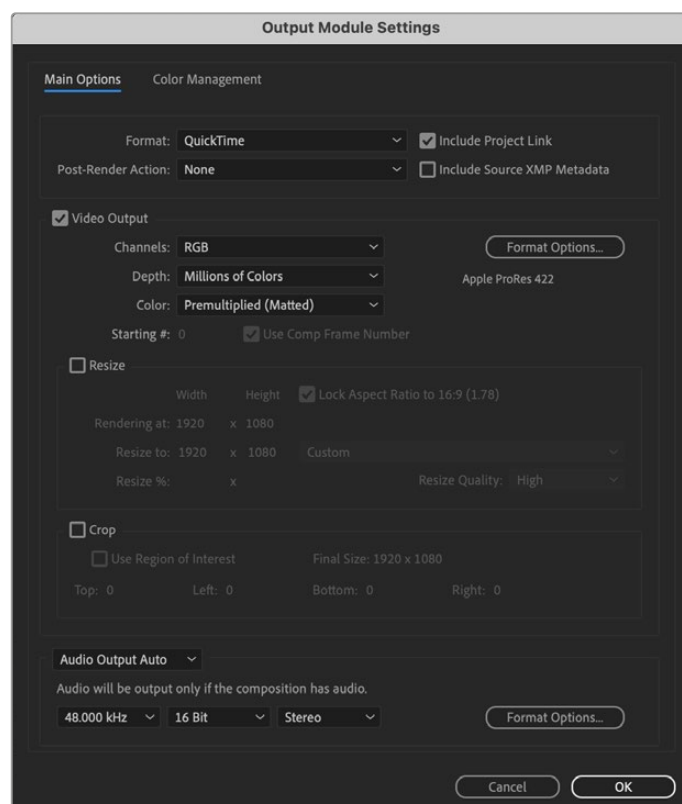 Output Module Settings
Main Options Color Management
Format: QuickTime Include Project Link
Post-Render Action: None Include Source XMP Metadata
Video Output
Channels: RGB Format Options...
Depth: Millions of Colors Apple ProRes 422
Color: Premultiplied (Matted)
Starting #: 0 Use Comp Frame Number
Resize
Width Height Lock Aspect Ratio to 16:9 (1.78)
Rendering at: 1920 x 1080
Resize to: 1920 x 1080 Custom
Resize %: x Resize Quality: High
Crop
Use Region of Interest Final Size: 1920 x 1080
Top: 0 Left: 0 Bottom: 0 Right: 0
Audio Output Auto
Audio will be output only if the composition has audio.
48.000 kHz 16 Bit Stereo Format Options...
Cancel OK